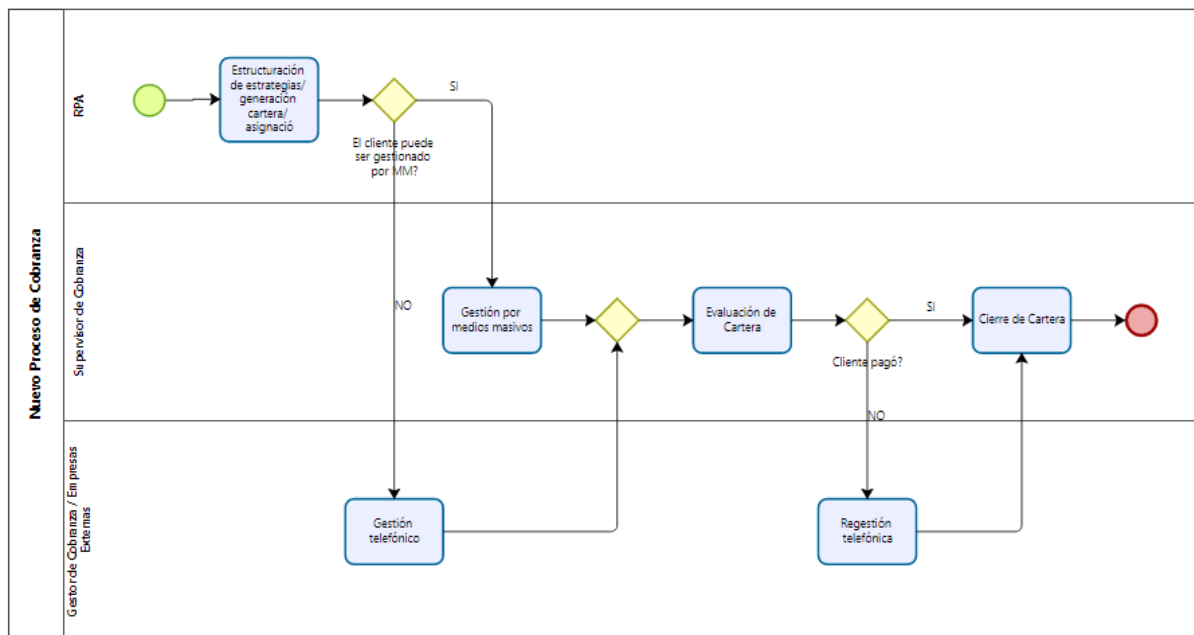 Nuevo Proceso de Cobranza
RPA
Estructuración
de estrategias/
generación
cartera/
asignació
SI
El cliente puede
ser gestionado
por MM?
Supervisor de Cobranza
NO
Gestión por
medios masivos
Evaluación de
Cartera
SI
Cliente pagó?
Cierre de Cartera
NO
Gestor de Cobranza / Empresas
Externas
Gestión
telefónico
Regestión
telefónica